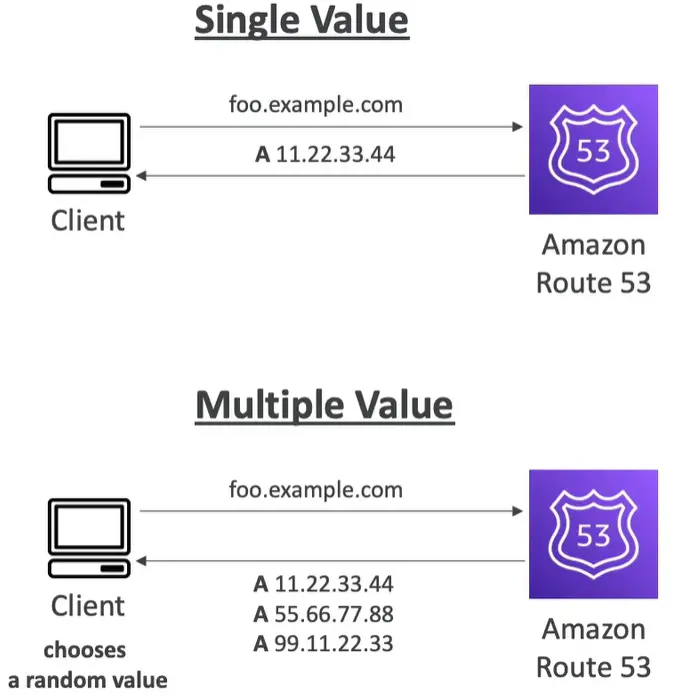 Single Value
foo.example.com
A 11.22.33.44
53
Client
Amazon
Route 53
Multiple Value
foo.example.com
53
A 11.22.33.44
A 55.66.77.88
A 99.11.22.33
Client
chooses
a random value
Amazon
Route 53